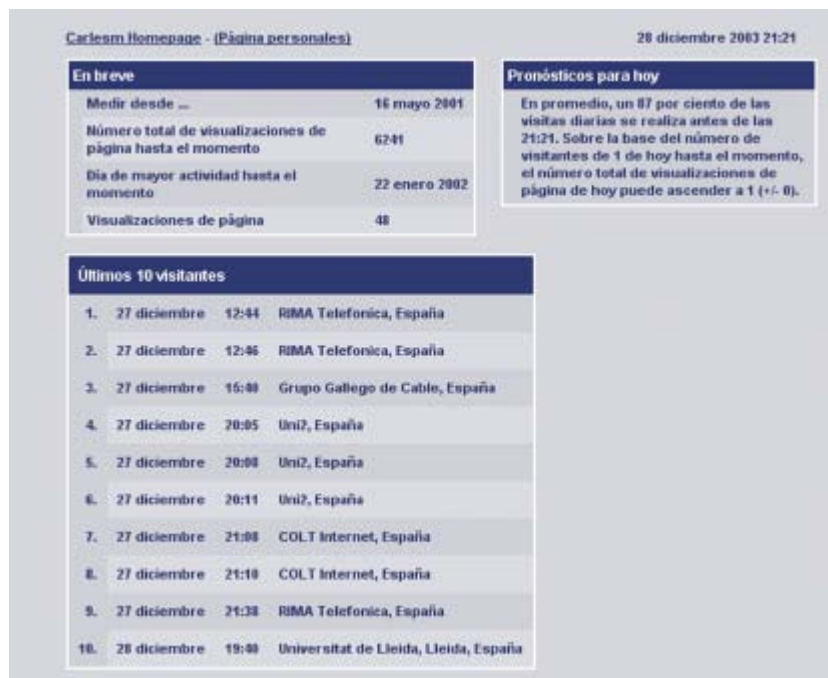 Carlesm Homepage - (Página personales)
28 diciembre 2003 21:21
En breve
Medir desde ... 16 mayo 2001
Número total de visualizaciones de
página hasta el momento 6241
Día de mayor actividad hasta el
momento 22 enero 2002
Visualizaciones de página 48
Pronósticos para hoy
En promedio, un 87 por ciento de las
visitas diarias se realiza antes de las
21:21. Sobre la base del número de
visitantes de 1 de hoy hasta el momento,
el número total de visualizaciones de
página de hoy puede ascender a 1 (+/- 0).
Últimos 10 visitantes
1. 27 diciembre 12:44 RIMA Telefonica, España
2. 27 diciembre 12:46 RIMA Telefonica, España
3. 27 diciembre 15:40 Grupo Gallego de Cable, España
4. 27 diciembre 20:05 Uni2, España
5. 27 diciembre 20:08 Uni2, España
6. 27 diciembre 20:11 Uni2, España
7. 27 diciembre 21:08 COLT Internet, España
8. 27 diciembre 21:10 COLT Internet, España
9. 27 diciembre 21:38 RIMA Telefonica, España
10. 28 diciembre 19:40 Universitat de Lleida, Lleida, España